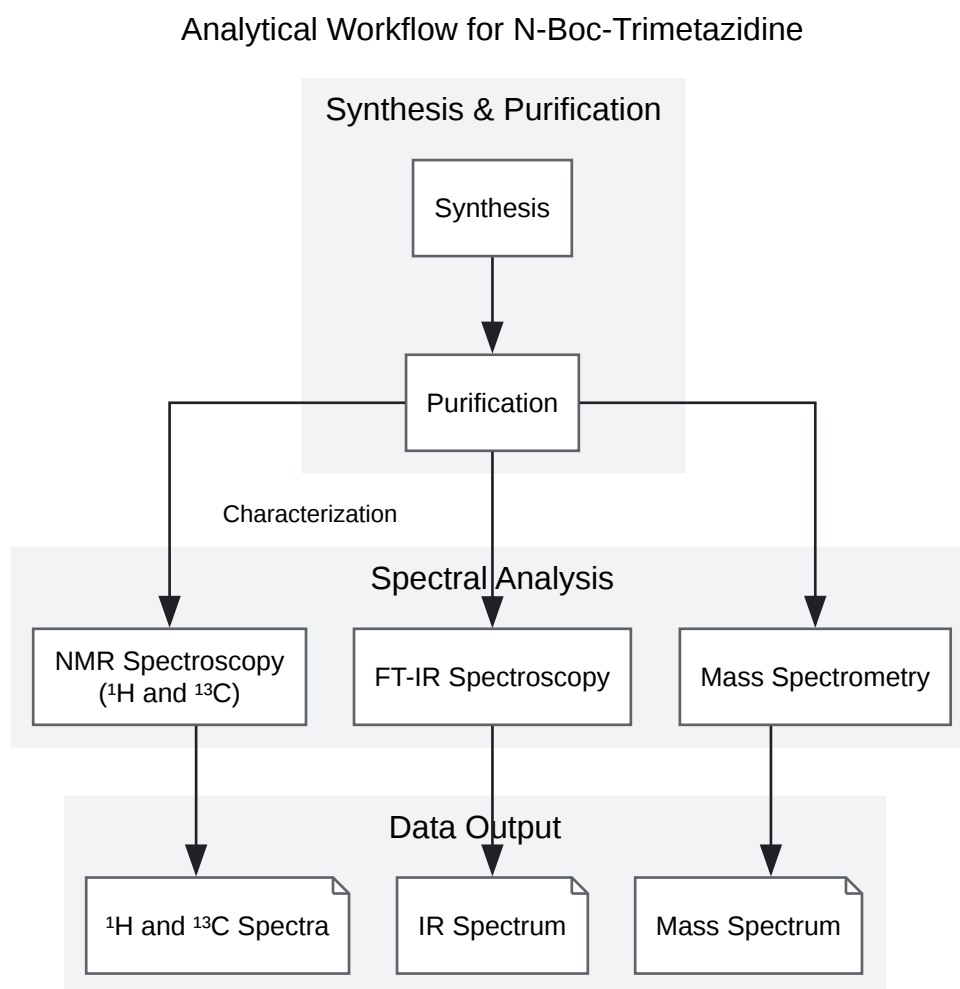 Analytical Workflow for N-Boc-Trimetazidine
Synthesis & Purification
Synthesis
Purification
Characterization
Spectral Analysis
NMR Spectroscopy
(¹H and ¹³C)
FT-IR Spectroscopy
Mass Spectrometry
Data Output
¹H and ¹³C Spectra
IR Spectrum
Mass Spectrum